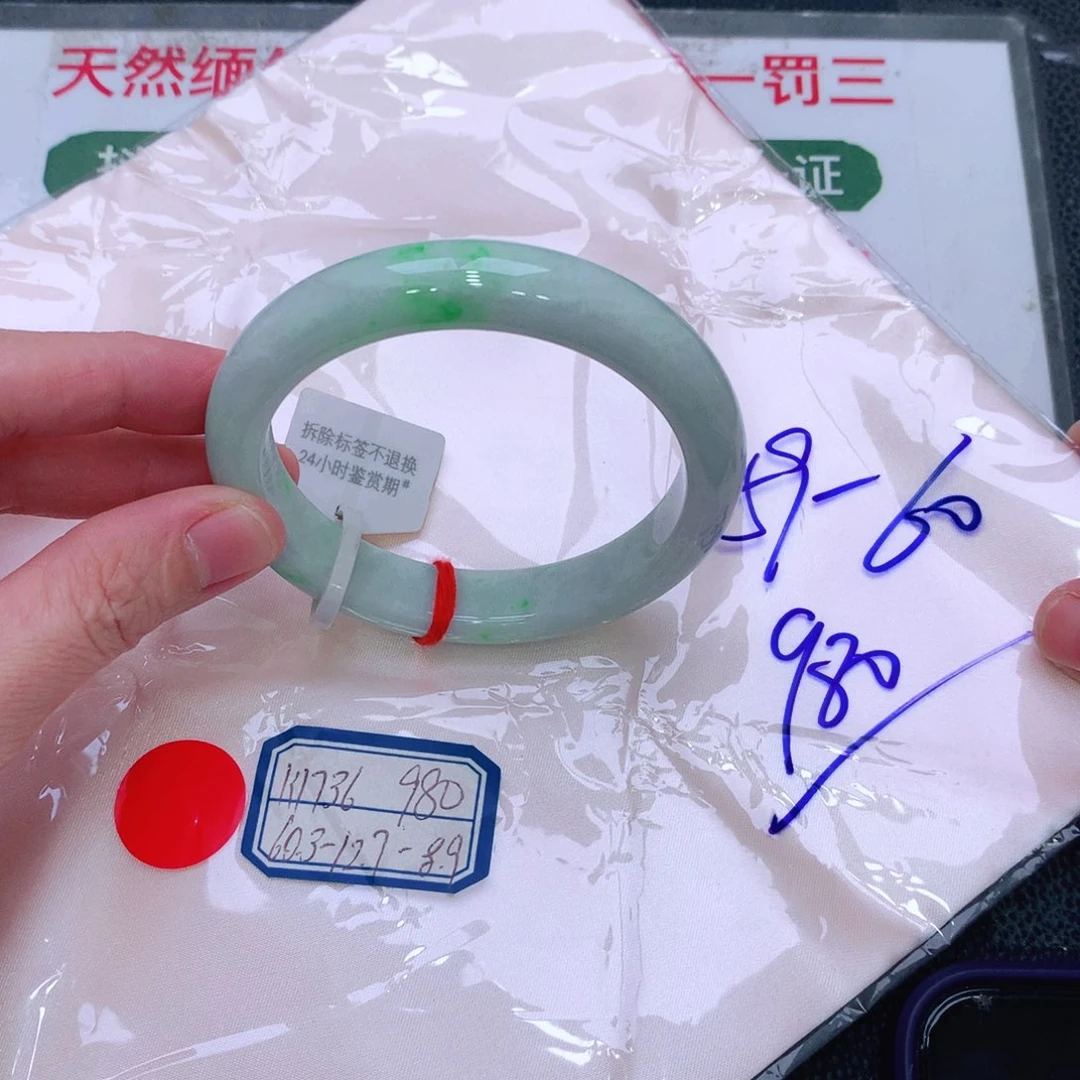 天然缅
一罚三
证
拆除标签不退换
24小时鉴赏期#
59-60
980
K1736 980
60.3-12.7-8.9